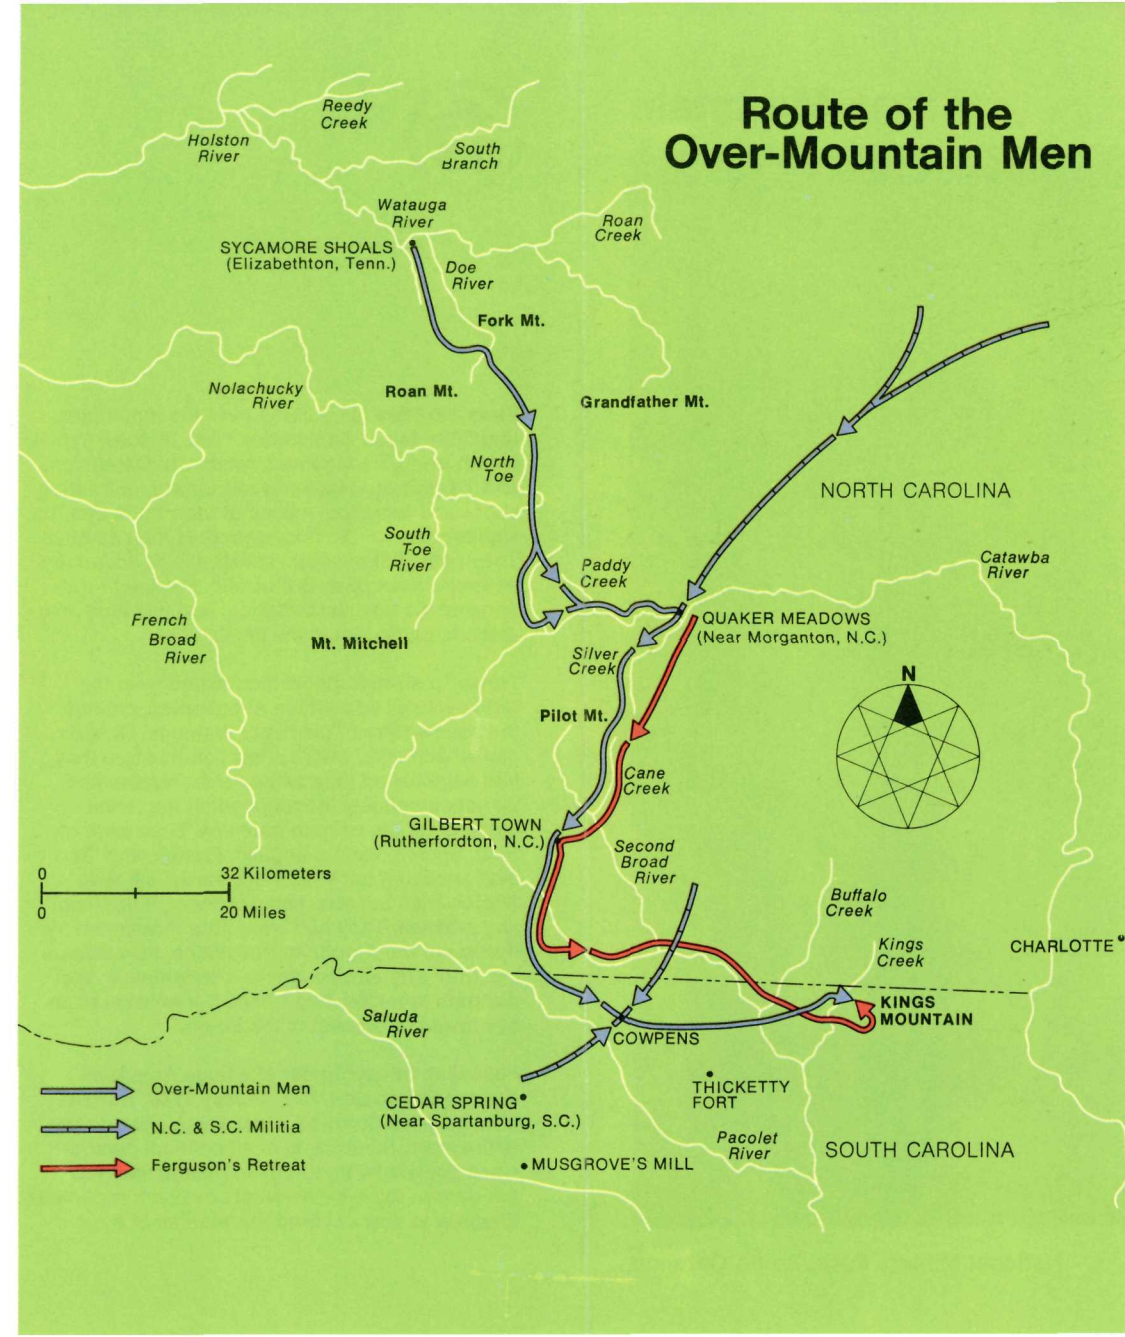 Route of the
Over-Mountain Men
Reedy
Creek
Holston
River
South
Branch
Watauga
River
Roan
Creek
SYCAMORE SHOALS
(Elizabethton, Tenn.)
Doe
River
Fork Mt.
Nolachucky
River
Roan Mt.
Grandfather Mt.
North
Toe
NORTH CAROLINA
South
Toe
River
Paddy
Creek
Catawba
River
French
Broad
River
Mt. Mitchell
QUAKER MEADOWS
(Near Morganton, N.C.)
Silver
Creek
N
Pilot Mt.
Cane
Creek
GILBERT TOWN
(Rutherfordton, N.C.)
Second
Broad
River
0 32 Kilometers
0 20 Miles
Buffalo
Creek
Kings
Creek
CHARLOTTE
KINGS
MOUNTAIN
Saluda
River
COWPENS
THICKETTY
FORT
CEDAR SPRING
(Near Spartanburg, S.C.)
Pacolet
River
SOUTH CAROLINA
MUSGROVE'S MILL
Over-Mountain Men
N.C. & S.C. Militia
Ferguson's Retreat